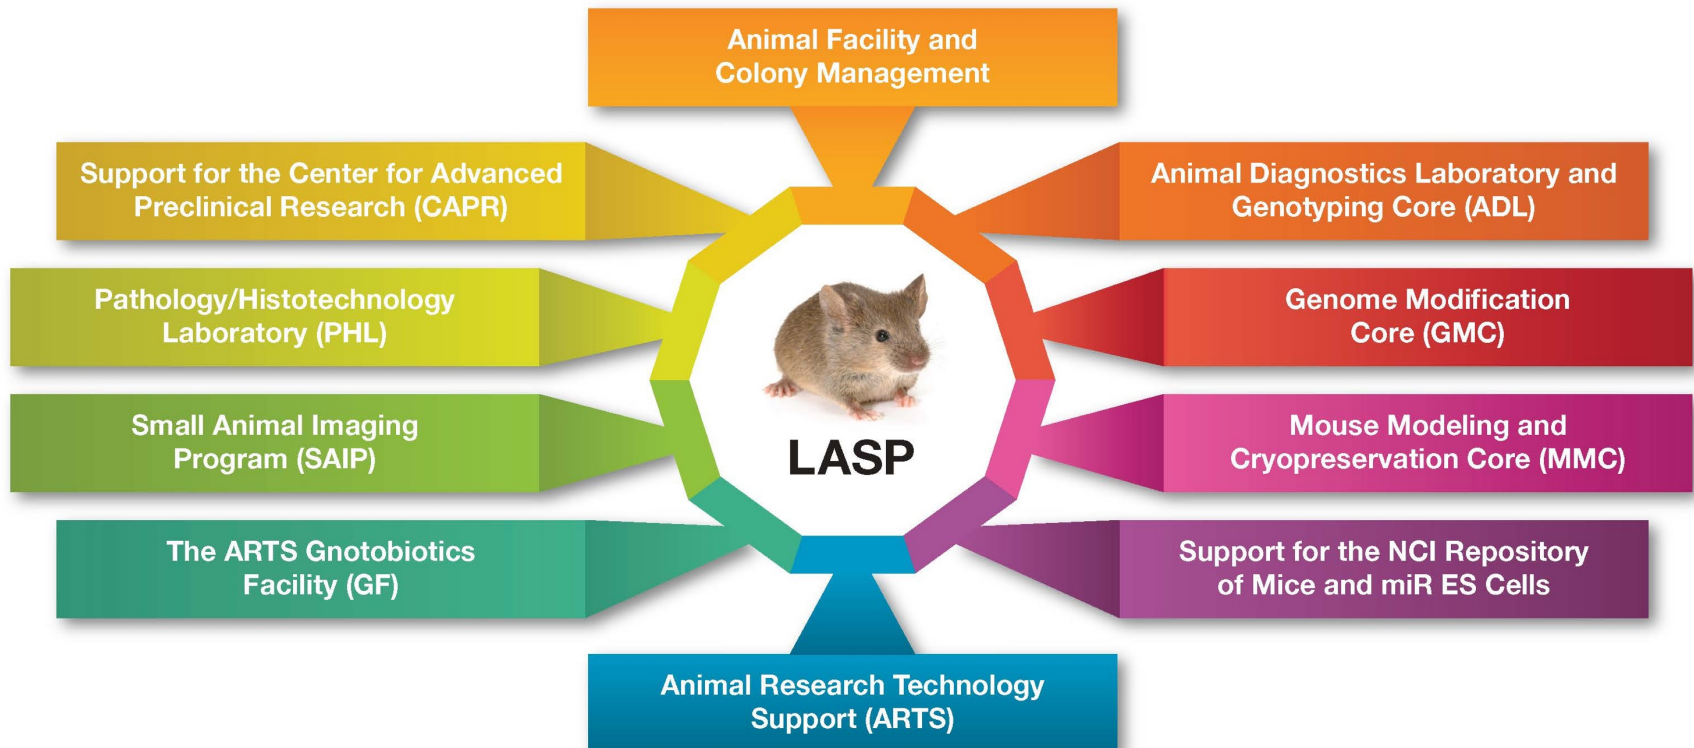 Animal Facility and
Colony Management
Support for the Center for Advanced
Preclinical Research (CAPR)
Animal Diagnostics Laboratory and
Genotyping Core (ADL)
Pathology/Histotechnology
Laboratory (PHL)
Genome Modification
Core (GMC)
Small Animal Imaging
Program (SAIP)
LASP
Mouse Modeling and
Cryopreservation Core (MMC)
The ARTS Gnotobiotics
Facility (GF)
Support for the NCI Repository
of Mice and miR ES Cells
Animal Research Technology
Support (ARTS)